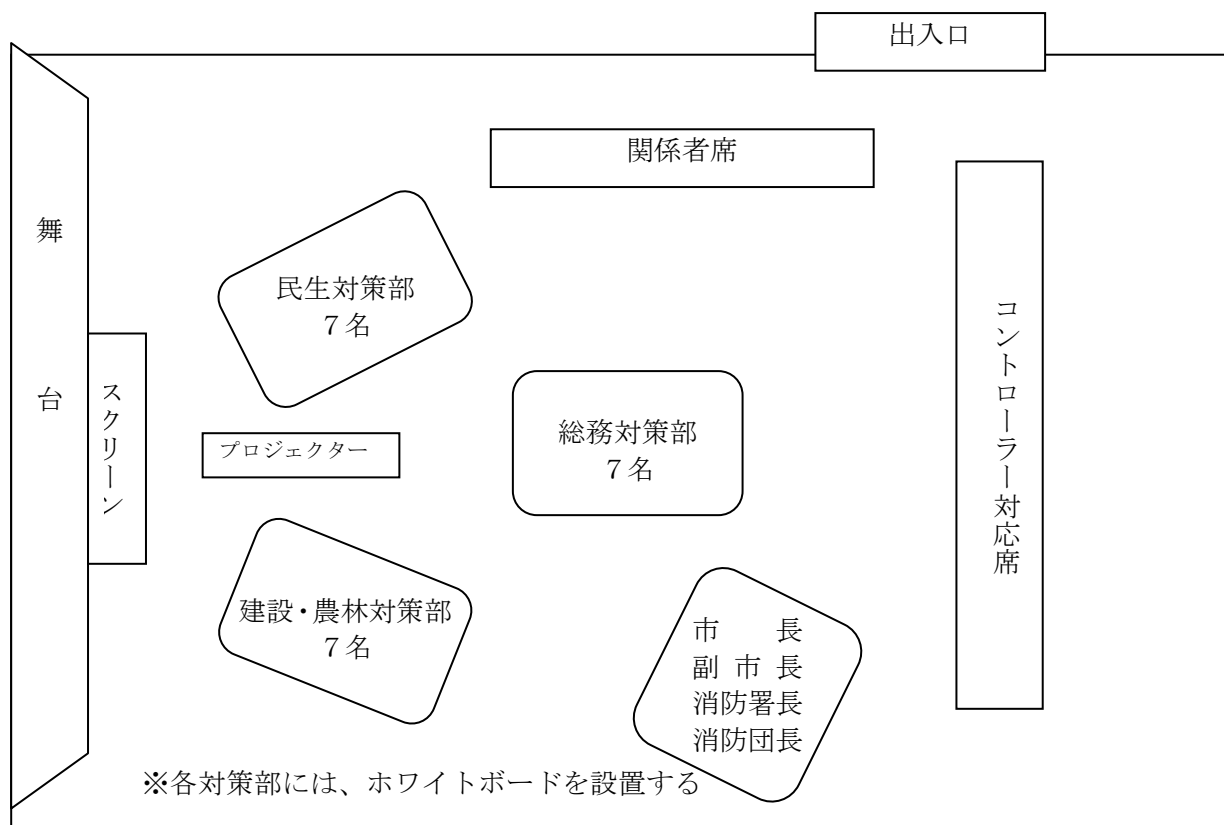 出入口
関係者席
舞台
民生対策部
７名
スクリーン
コントローラー対応席
総務対策部
７名
プロジェクター
建設・農林対策部
７名
市　　長
副 市 長
消防署長
消防団長
※各対策部には、ホワイトボードを設置する